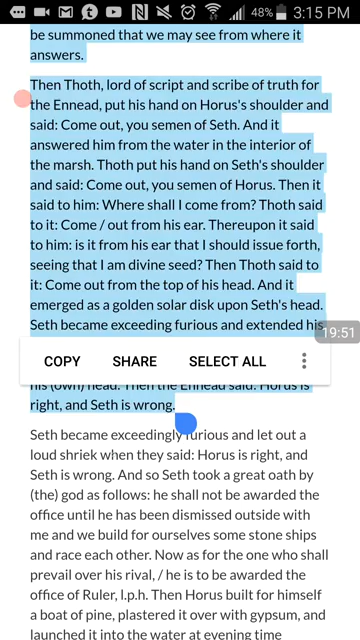 48% 3:15 PM
be summoned that we may see from where it
answers.
Then Thoth, lord of script and scribe of truth for
the Ennead, put his hand on Horus's shoulder and
said: Come out, you semen of Seth. And it
answered him from the water in the interior of
the marsh. Thoth put his hand on Seth's shoulder
and said: Come out, you semen of Horus. Then it
said to him: Where shall I come from? Thoth said
to it: Come / out from his ear. Thereupon it said
to him: is it from his ear that I should issue forth,
seeing that I am divine seed? Then Thoth said to
it: Come out from the top of his head. And it
emerged as a golden solar disk upon Seth's head.
Seth became exceeding furious and extended his
19:51
COPY SHARE SELECT ALL
his (own) head. Then the Ennead said: Horus is
right, and Seth is wrong.
Seth became exceedingly furious and let out a
loud shriek when they said: Horus is right, and
Seth is wrong. And so Seth took a great oath by
(the) god as follows: he shall not be awarded the
office until he has been dismissed outside with
me and we build for ourselves some stone ships
and race each other. Now as for the one who shall
prevail over his rival, / he is to be awarded the
office of Ruler, l.p.h. Then Horus built for himself
a boat of pine, plastered it over with gypsum, and
launched it into the water at evening time